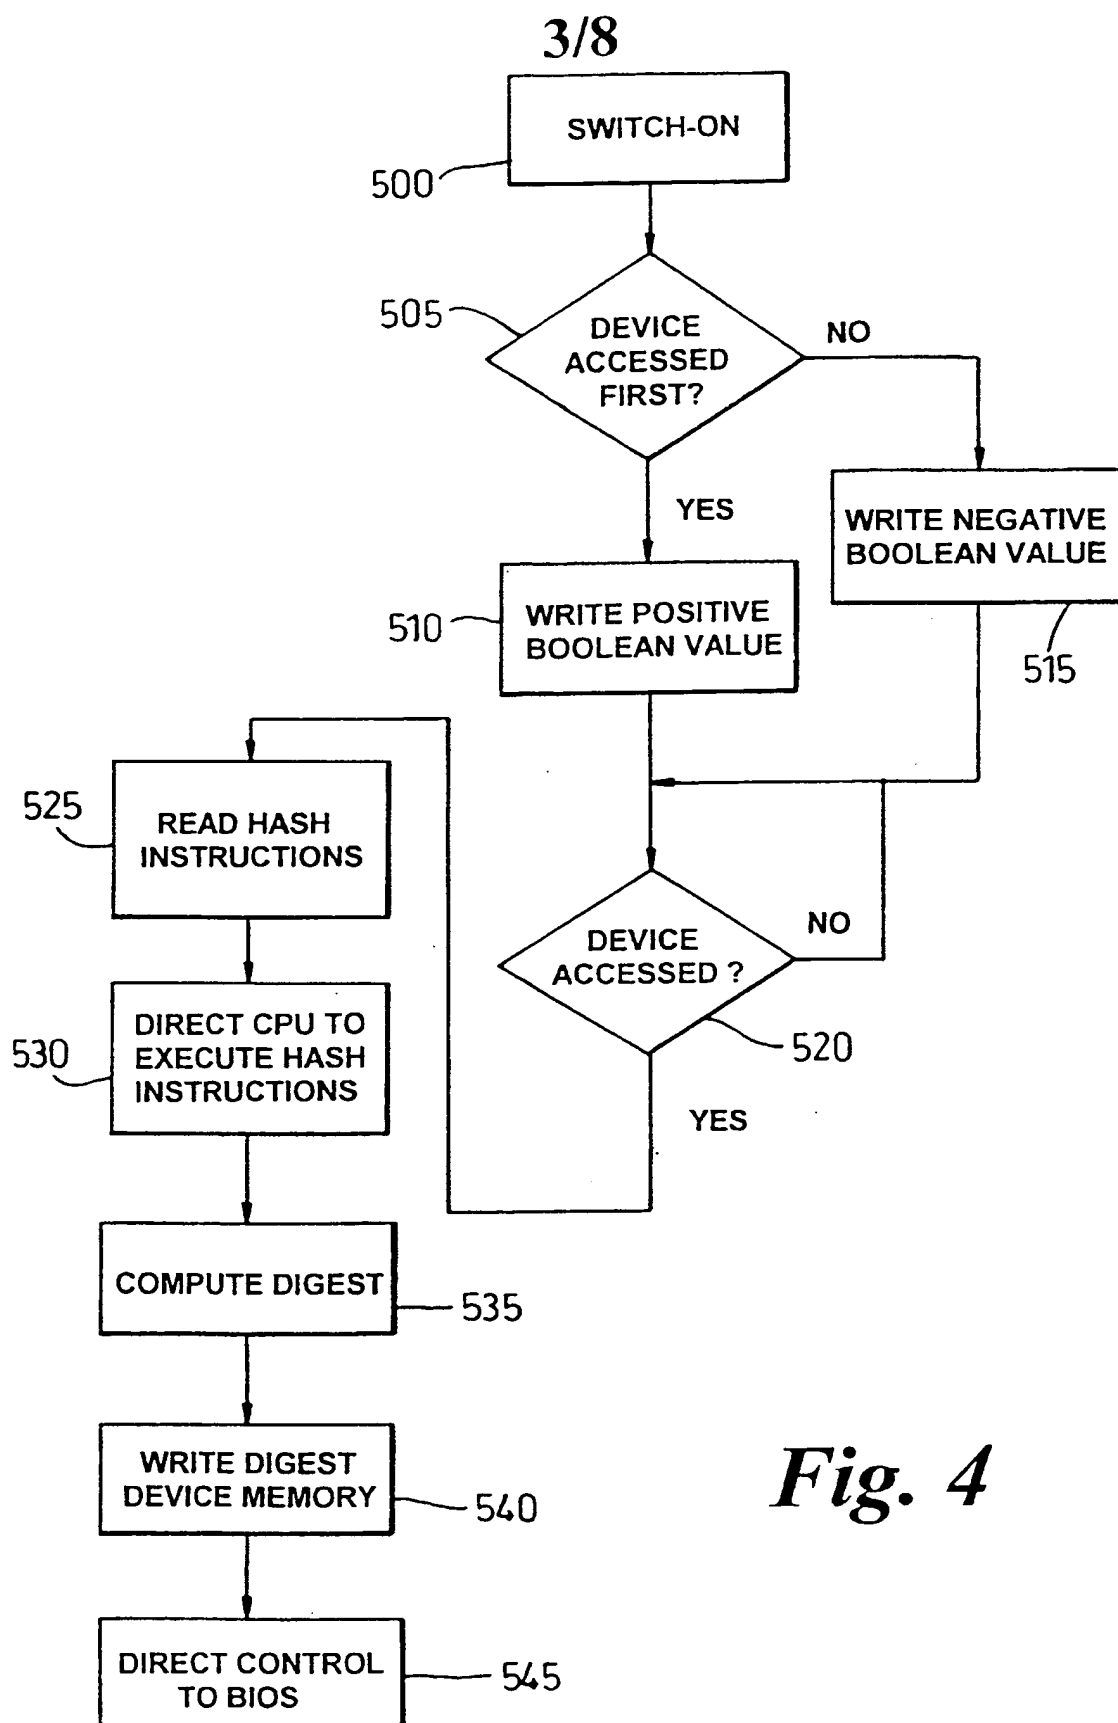 3/8
SWITCH-ON
500
505
DEVICE
ACCESSED
FIRST?
NO
YES
WRITE NEGATIVE
BOOLEAN VALUE
515
510
WRITE POSITIVE
BOOLEAN VALUE
525
READ HASH
INSTRUCTIONS
DEVICE
ACCESSED ?
NO
520
YES
530
DIRECT CPU TO
EXECUTE HASH
INSTRUCTIONS
COMPUTE DIGEST
535
WRITE DIGEST
DEVICE MEMORY
540
Fig. 4
DIRECT CONTROL
TO BIOS
545